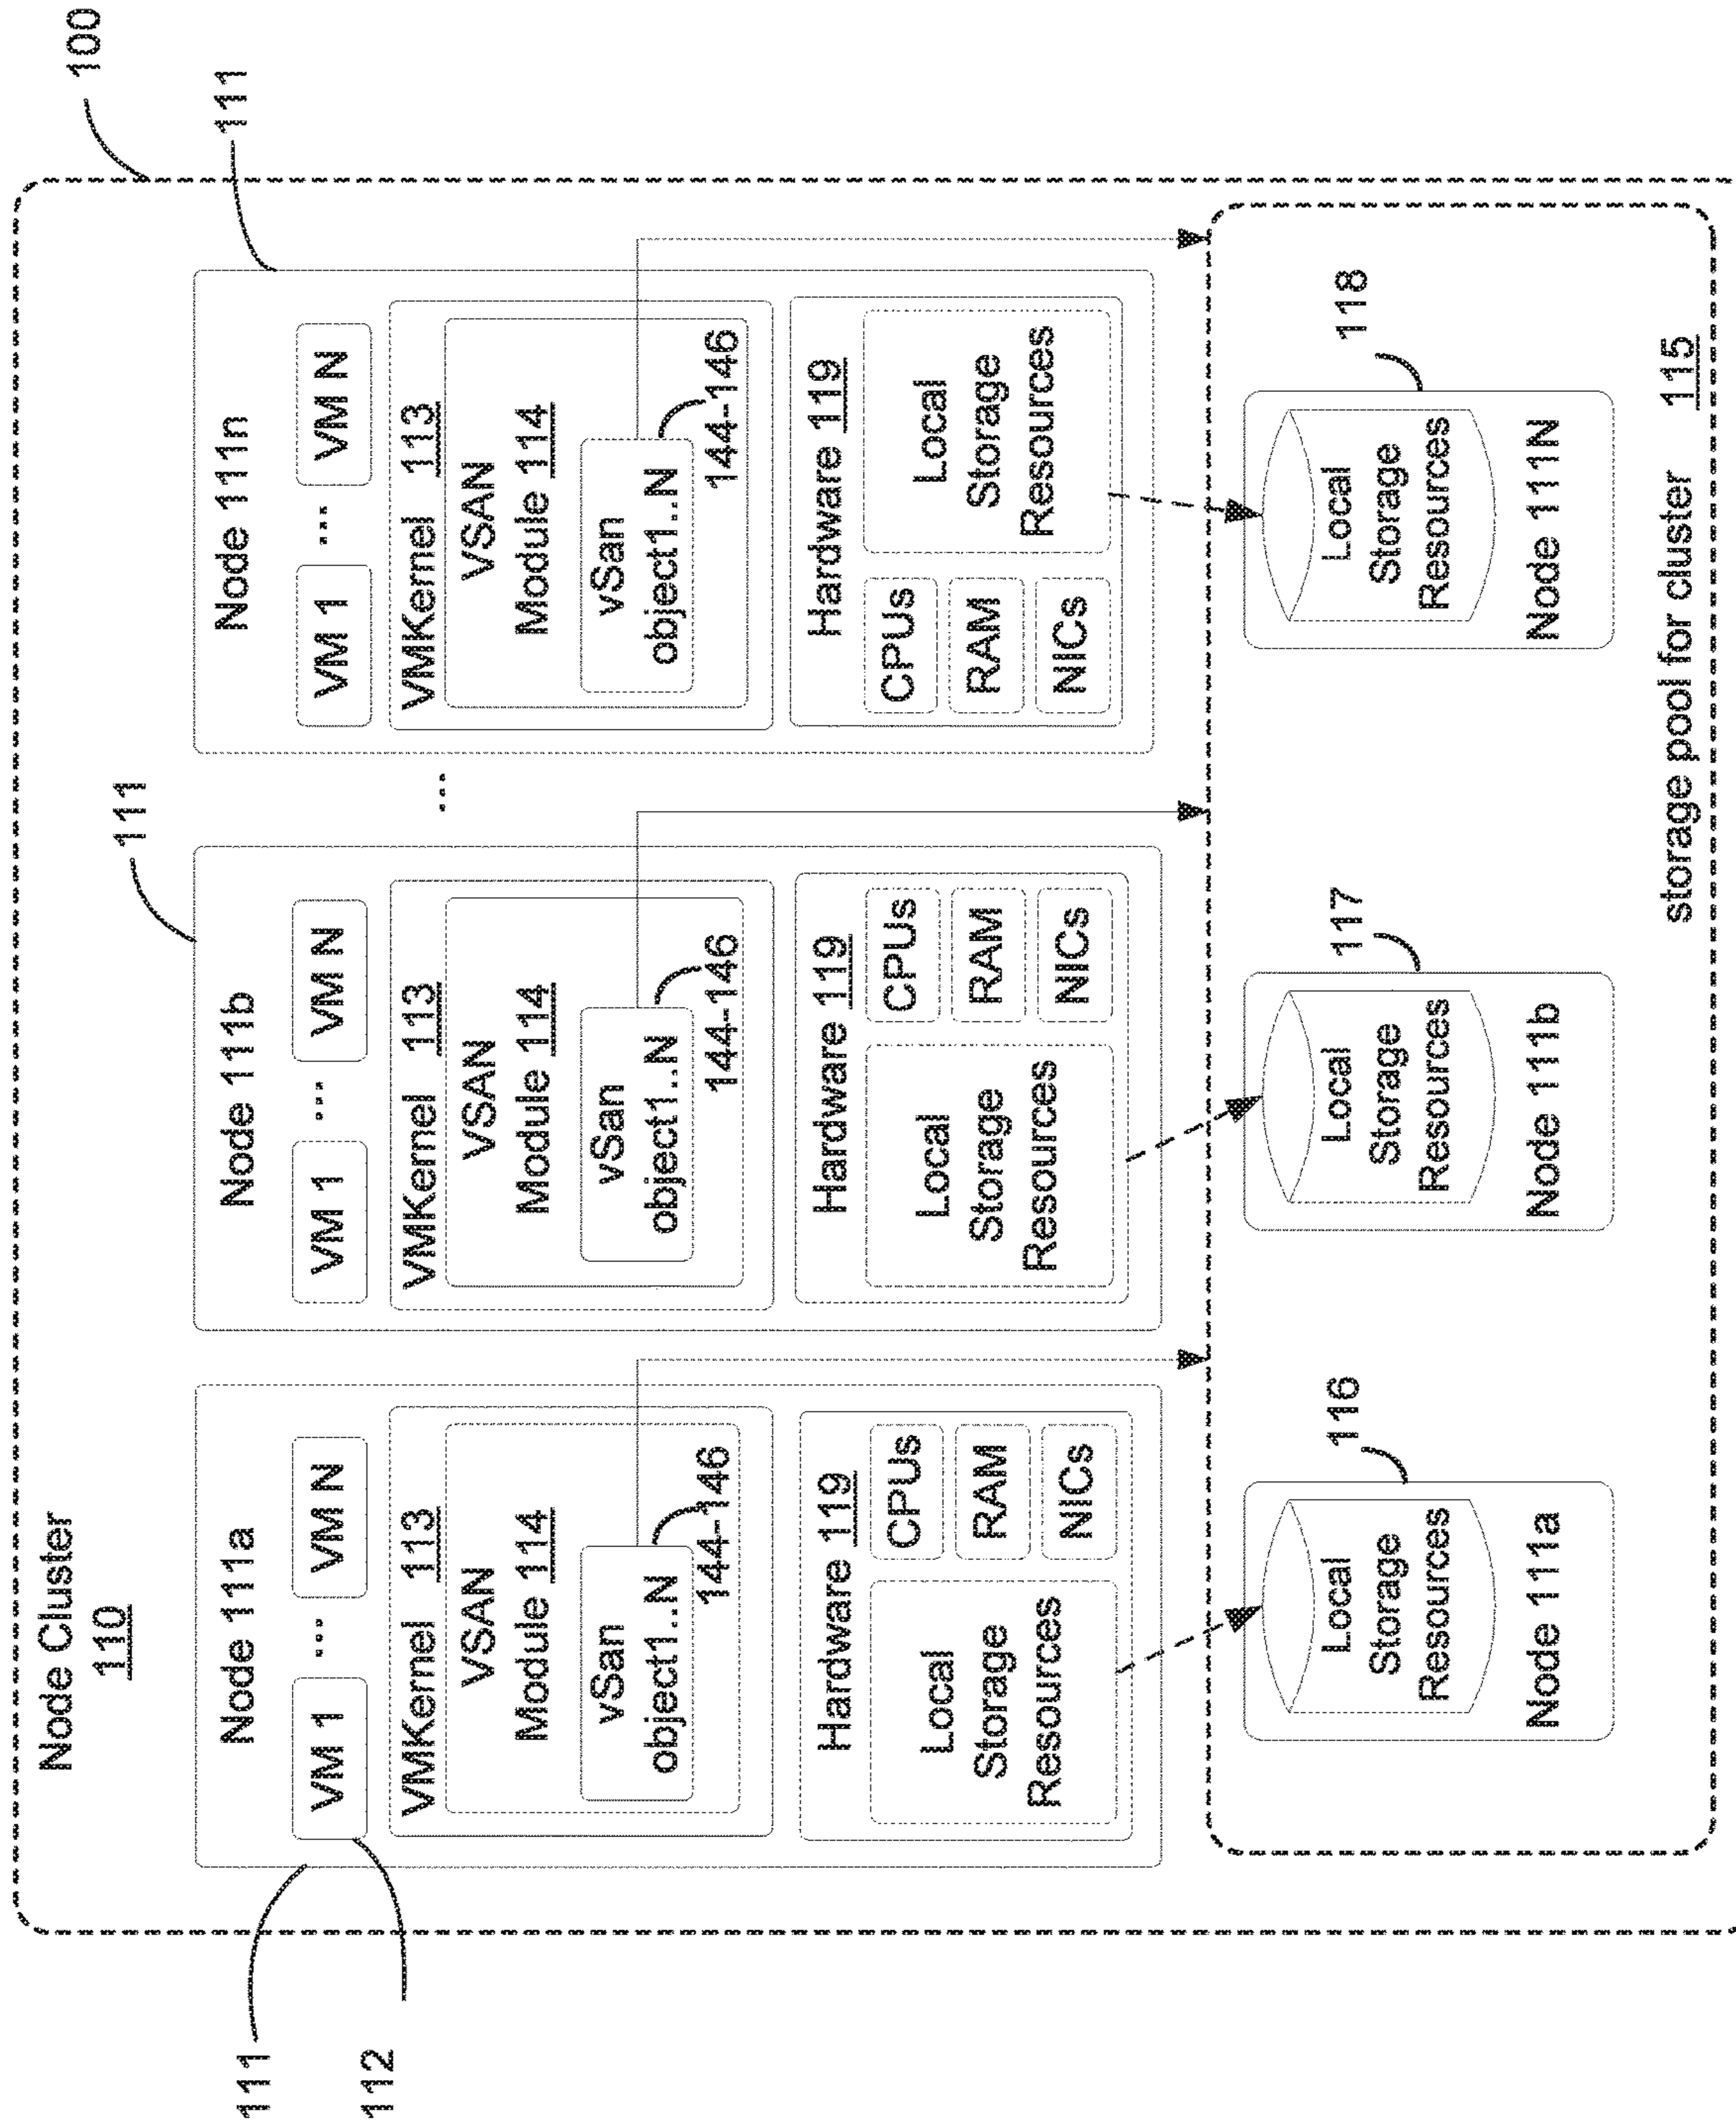 100
111
111
Node Cluster
110
Node 111a
VM 1
...
VM N
VMKernel 113
VSAN
Module 114
vSan
object1..N
144-146
Hardware 119
Local
Storage
Resources
CPUs
RAM
NICs
111
112
Node 111b
VM 1
...
VM N
VMKernel 113
VSAN
Module 114
vSan
object1..N
144-146
Hardware 119
Local
Storage
Resources
CPUs
RAM
NICs
...
Node 111n
VM 1
...
VM N
VMKernel 113
VSAN
Module 114
vSan
object1..N
144-146
Hardware 119
CPUs
RAM
NICs
Local
Storage
Resources
116
Local
Storage
Resources
Node 111a
117
Local
Storage
Resources
Node 111b
118
Local
Storage
Resources
Node 111N
storage pool for cluster 115